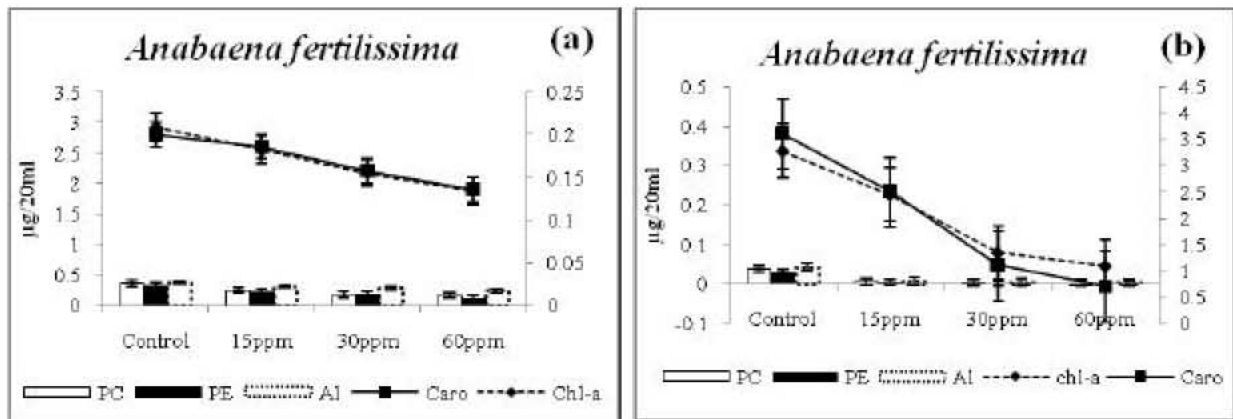 Anabaena fertilissima (a)
3.5 0.25
3 0.2
2.5
2 0.15
1.5 0.1
1 0.05
0.5
0 0
µg/20ml
Control 15ppm 30ppm 60ppm
PC PE Al Caro Chl-a
Anabaena fertilissima (b)
0.5 4.5
0.4 4
3.5
0.3 3
0.2 2.5
2
0.1 1.5
0 1
0.5
-0.1 0
µg/20ml
Control 15ppm 30ppm 60ppm
PC PE Al chl-a Caro